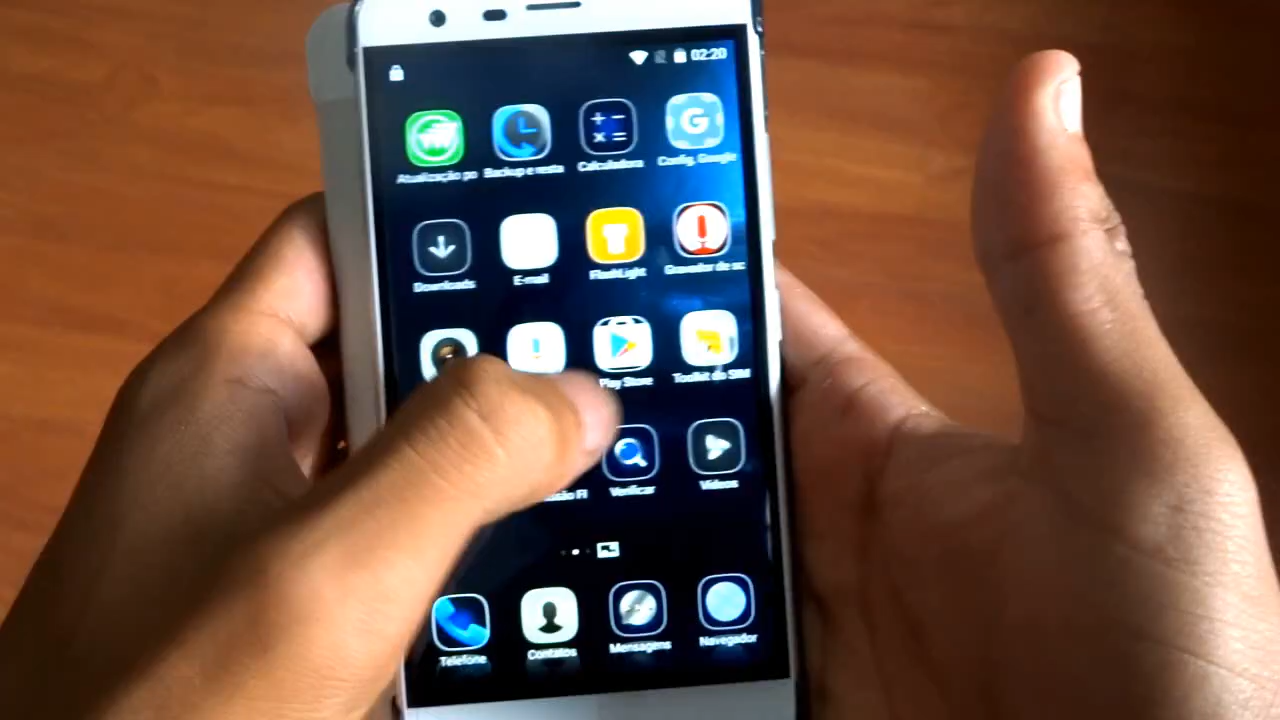 02:20
Atualização po
Backup e resta
Calculadora
Config. Google
G
Downloads
E-mail
FlashLight
Gravador de sc
Play Store
Toolkit do SIM
Verificar
Vídeos
Telefone
Contatos
Mensagens
Navegador